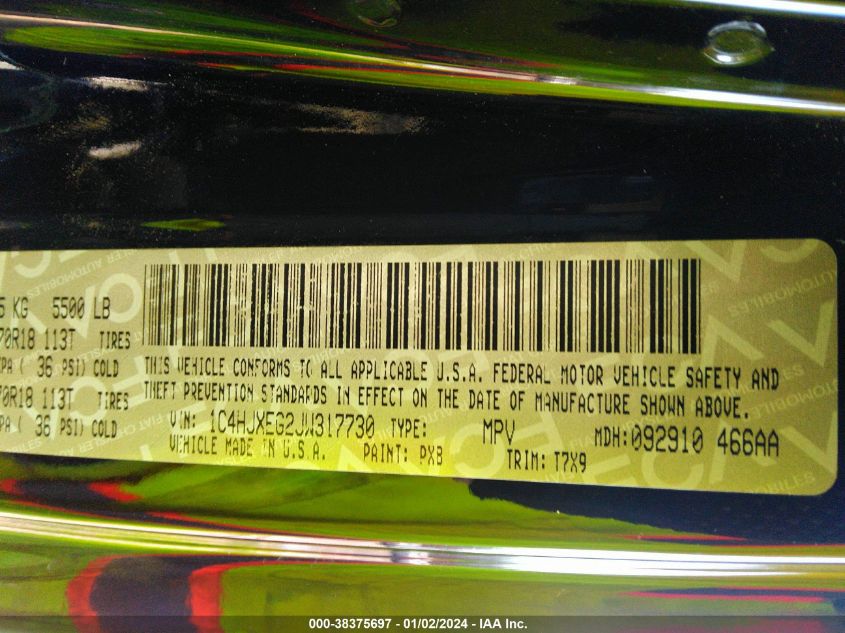 5 KG 5500 LB
70R18 113T TIRES
PA ( 36 PSI) COLD
70R18 113T TIRES
PA ( 36 PSI) COLD
THIS VEHICLE CONFORMS TO ALL APPLICABLE U.S.A. FEDERAL MOTOR VEHICLE SAFETY AND
THEFT PREVENTION STANDARDS IN EFFECT ON THE DATE OF MANUFACTURE SHOWN ABOVE.
VIN: 1C4HJXEG2JW317730 TYPE: MPV MDH:092910 466AA
VEHICLE MADE IN U.S.A. PAINT: PXB TRIM: T7X9
000-38375697 - 01/02/2024 - IAA Inc.